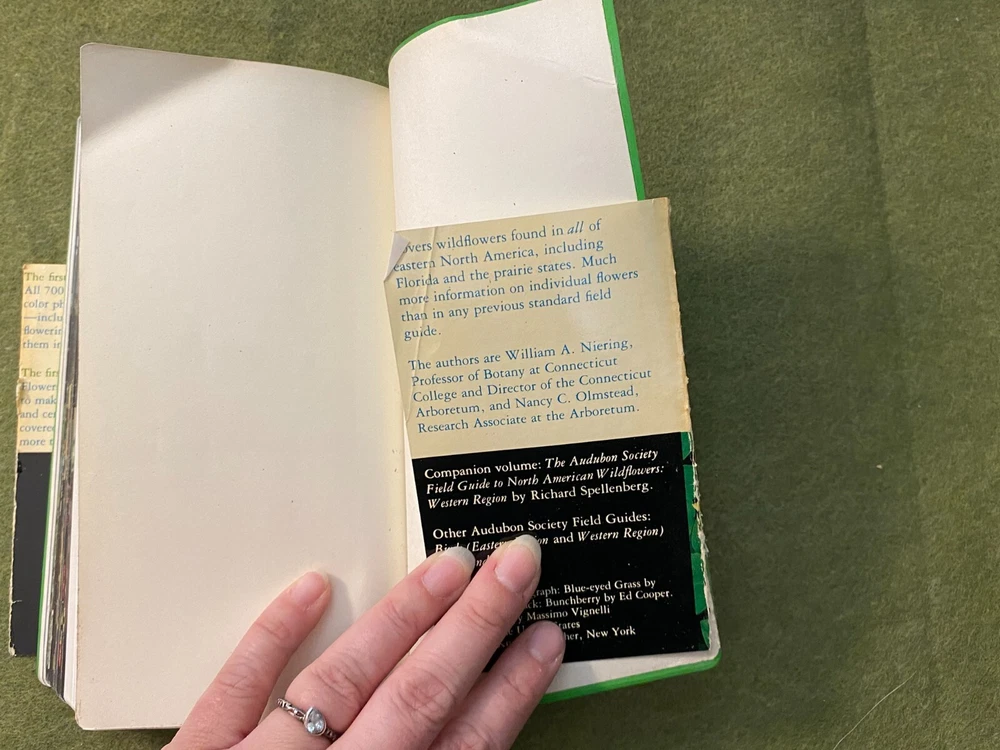 The first
All 700
color ph
—inclu
flowerin
them in
The firs
flower
to mak
and cer
covered
more t
overs wildflowers found in all of
eastern North America, including
Florida and the prairie states. Much
more information on individual flowers
than in any previous standard field
guide.
The authors are William A. Niering,
Professor of Botany at Connecticut
College and Director of the Connecticut
Arboretum, and Nancy C. Olmstead,
Research Associate at the Arboretum.
Companion volume: The Audubon Society
Field Guide to North American Wildflowers:
Western Region by Richard Spellenberg.
Other Audubon Society Field Guides:
and Western Region)
graph: Blue-eyed Grass by
Bunchberry by Ed Cooper.
Massimo Vignelli
New York